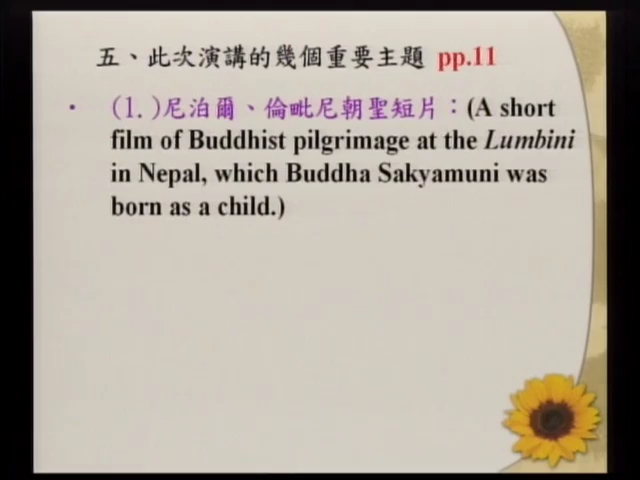 五、此次演講的幾個重要主題 pp.11
• (1.)尼泊爾、倫毗尼朝聖短片：(A short
film of Buddhist pilgrimage at the Lumbini
in Nepal, which Buddha Sakyamuni was
born as a child.)